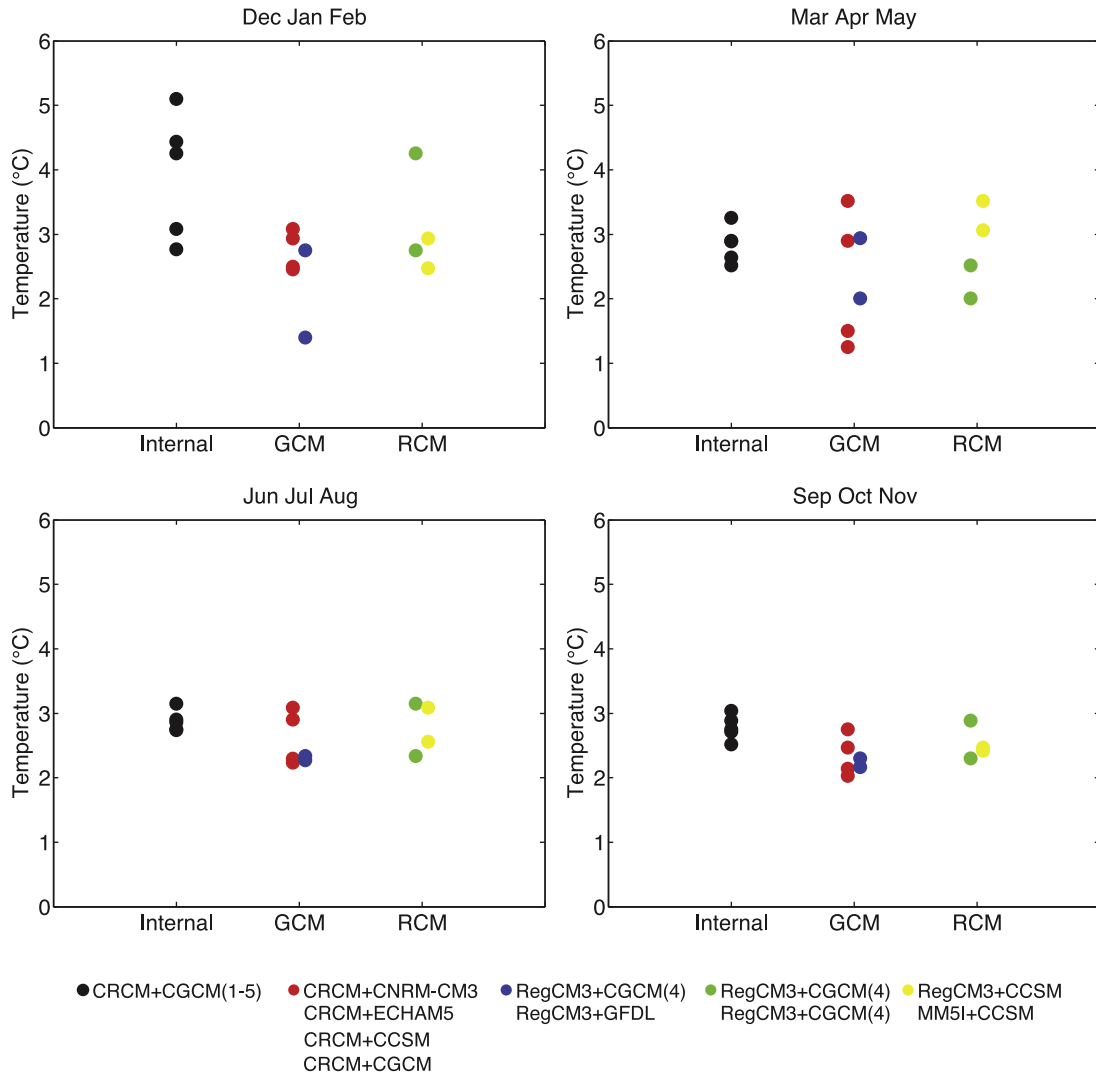 Dec Jan Feb
Mar Apr May
Temperature (°C)
6
5
4
3
2
1
0
Internal GCM RCM
Temperature (°C)
6
5
4
3
2
1
0
Internal GCM RCM
Jun Jul Aug
Sep Oct Nov
Temperature (°C)
6
5
4
3
2
1
0
Internal GCM RCM
Temperature (°C)
6
5
4
3
2
1
0
Internal GCM RCM
CRCM+CGCM(1-5)
CRCM+CNRM-CM3
CRCM+ECHAM5
CRCM+CCSM
CRCM+CGCM
RegCM3+CGCM(4)
RegCM3+GFDL
RegCM3+CGCM(4)
RegCM3+CGCM(4)
RegCM3+CCSM
MM5I+CCSM